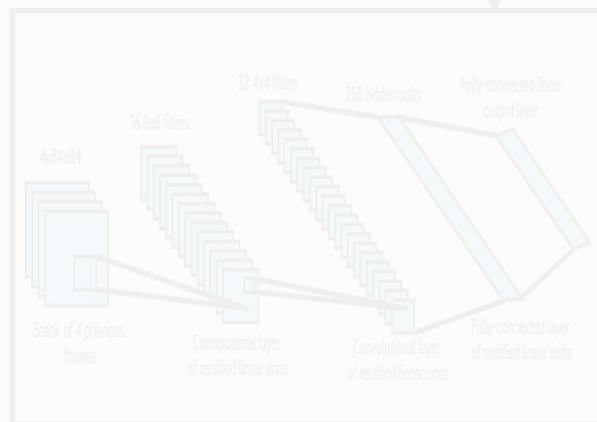 32 4x4 filters
256 hidden units
Fully-connected linear
output layer
16 8x8 filters
4x84x84
Stack of 4 previous
frames
Convolutional layer
of rectified linear units
Convolutional layer
of rectified linear units
Fully-connected layer
of rectified linear units